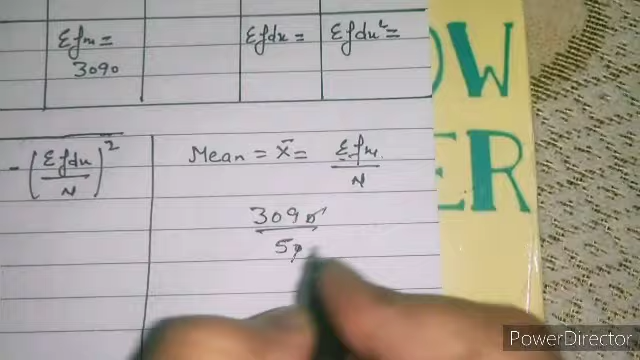 Σfx = Σfdx = Σfdx² =
3090
- (Σfdx / N)² Mean = X̄ = Σfx / N
3090
50
OW
ER
PowerDirector